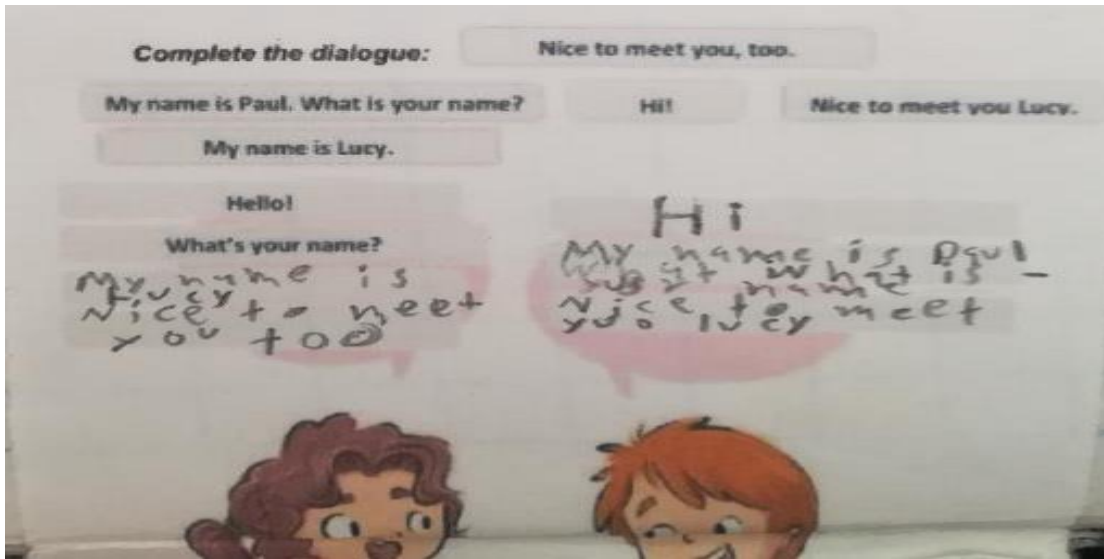 Complete the dialogue:
Nice to meet you, too.
My name is Paul. What is your name?
Hi!
Nice to meet you Lucy.
My name is Lucy.
Hello!
What's your name?
My name is
Lucy
Nice to meet
you too
Hi
My name is Paul
what is
name
Nice to meet
you lucy